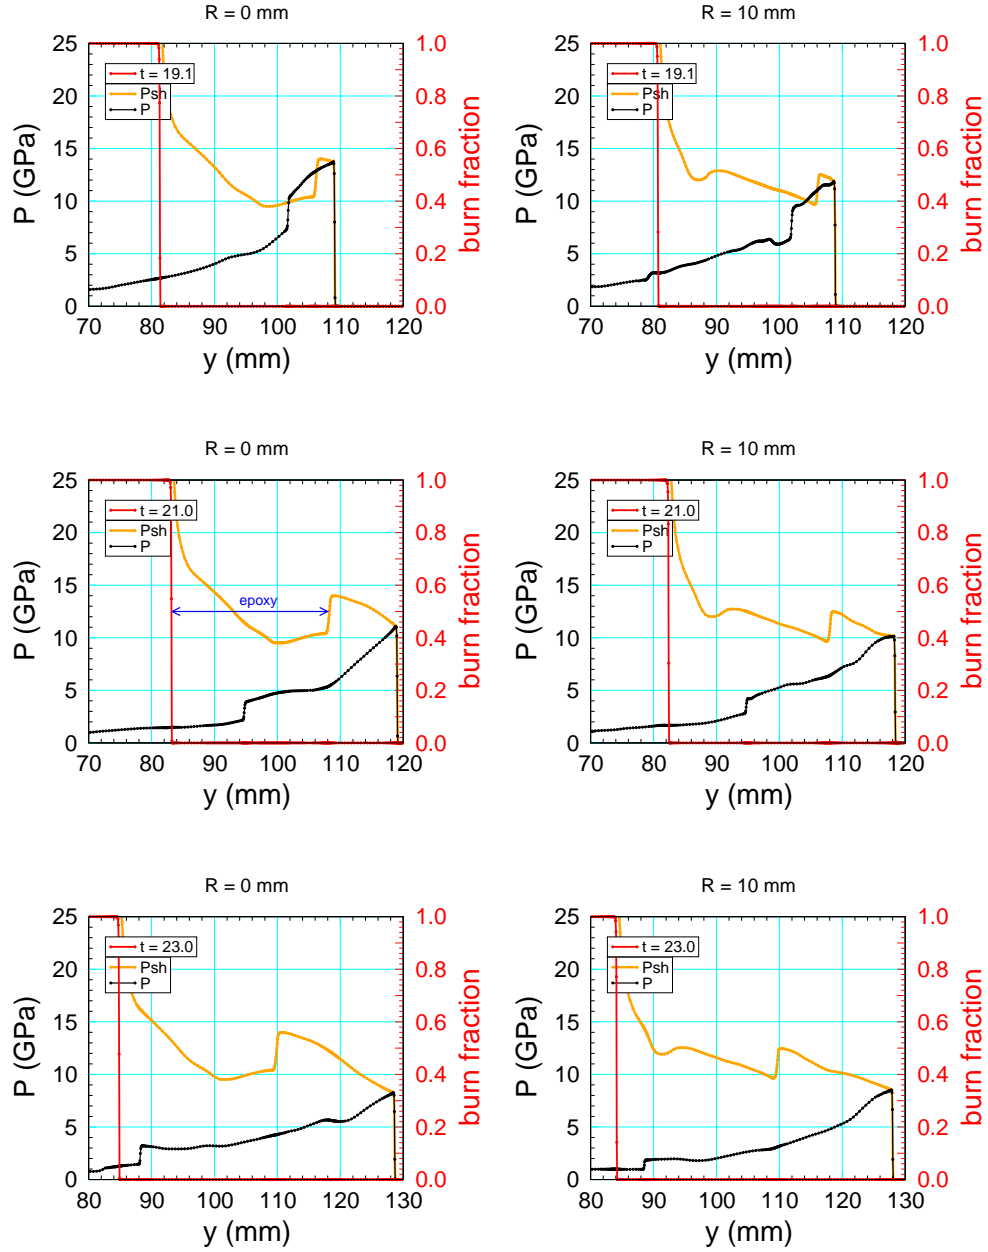 R = 0 mm
R = 10 mm
25
20
15
10
5
0
P (GPa)
t = 19.1
Psh
P
1.0
0.8
0.6
0.4
0.2
0.0
burn fraction
70 80 90 100 110 120
y (mm)
25
20
15
10
5
0
P (GPa)
t = 19.1
Psh
P
1.0
0.8
0.6
0.4
0.2
0.0
burn fraction
70 80 90 100 110 120
y (mm)
R = 0 mm
R = 10 mm
25
20
15
10
5
0
P (GPa)
t = 21.0
Psh
P
epoxy
1.0
0.8
0.6
0.4
0.2
0.0
burn fraction
70 80 90 100 110 120
y (mm)
25
20
15
10
5
0
P (GPa)
t = 21.0
Psh
P
1.0
0.8
0.6
0.4
0.2
0.0
burn fraction
70 80 90 100 110 120
y (mm)
R = 0 mm
R = 10 mm
25
20
15
10
5
0
P (GPa)
t = 23.0
Psh
P
1.0
0.8
0.6
0.4
0.2
0.0
burn fraction
80 90 100 110 120 130
y (mm)
25
20
15
10
5
0
P (GPa)
t = 23.0
Psh
P
1.0
0.8
0.6
0.4
0.2
0.0
burn fraction
80 90 100 110 120 130
y (mm)